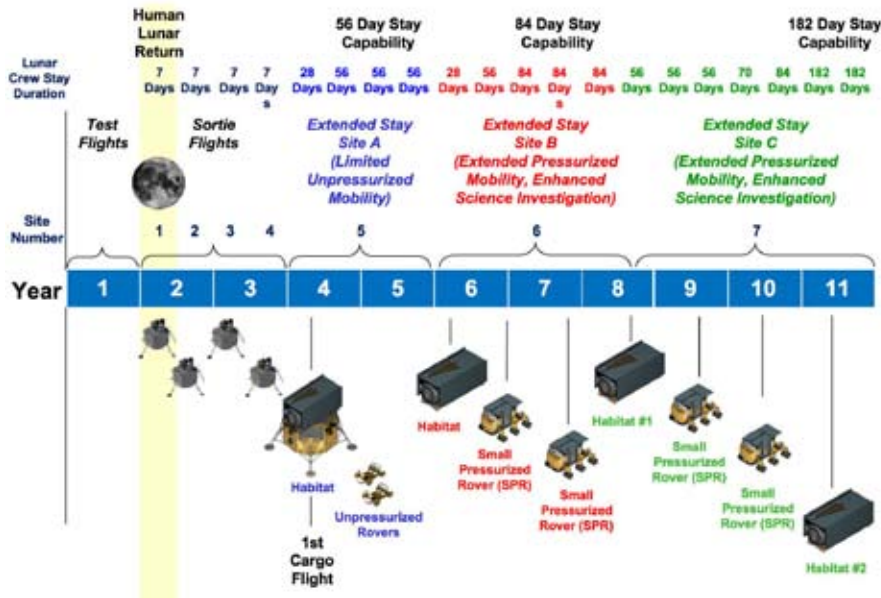 Human
Lunar
Return
56 Day Stay
Capability
84 Day Stay
Capability
182 Day Stay
Capability
Lunar
Crew Stay
Duration
7
Days
7
Days
7
Days
7
Day
s
28
Days
56
Days
56
Days
56
Days
28
Days
56
Days
84
Days
84
Day
s
84
Days
56
Days
56
Days
56
Days
70
Days
84
Days
182
Days
182
Days
Test
Flights
Sortie
Flights
Extended Stay
Site A
(Limited
Unpressurized
Mobility)
Extended Stay
Site B
(Extended Pressurized
Mobility, Enhanced
Science Investigation)
Extended Stay
Site C
(Extended Pressurized
Mobility, Enhanced
Science Investigation)
Site
Number
1 2 3 4 5 6 7
Year 1 2 3 4 5 6 7 8 9 10 11
Habitat
Unpressurized
Rovers
1st
Cargo
Flight
Habitat
Small
Pressurized
Rover (SPR)
Small
Pressurized
Rover (SPR)
Habitat #1
Small
Pressurized
Rover (SPR)
Small
Pressurized
Rover (SPR)
Habitat #2